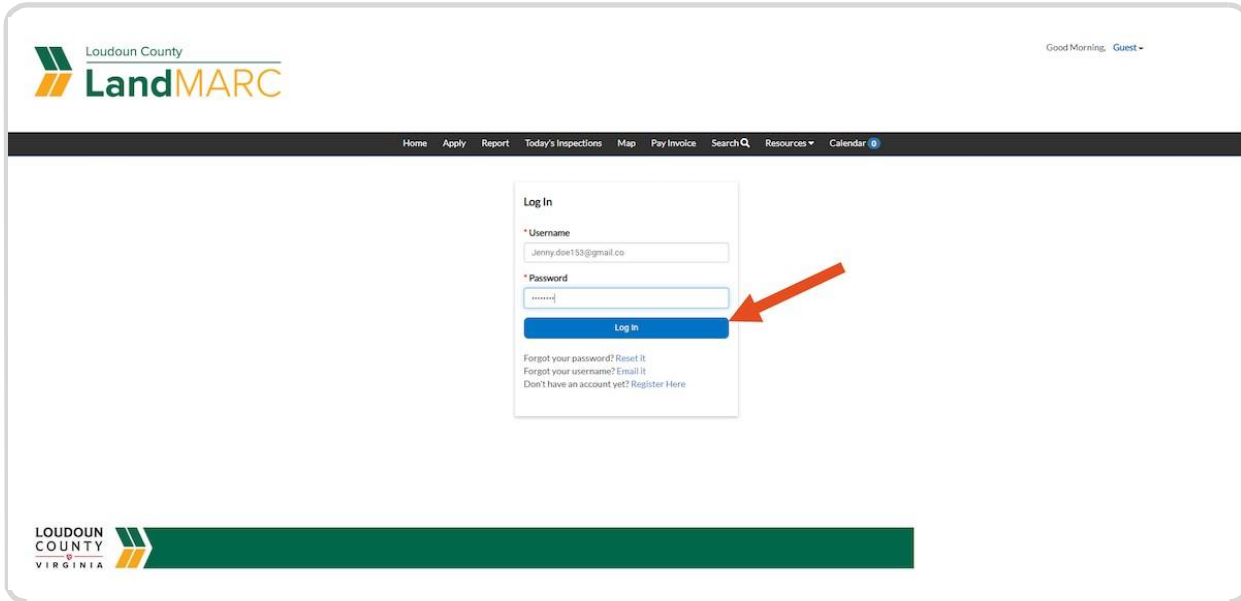 Loudoun County
LandMARC
Good Morning, Guest
Home Apply Report Today's Inspections Map Pay Invoice Search Resources Calendar 0
Log In
* Username
Jenny.doe153@gmail.co
* Password
••••••••
Log In
Forgot your password? Reset it
Forgot your username? Email it
Don't have an account yet? Register Here
LOUDOUN
COUNTY
VIRGINIA